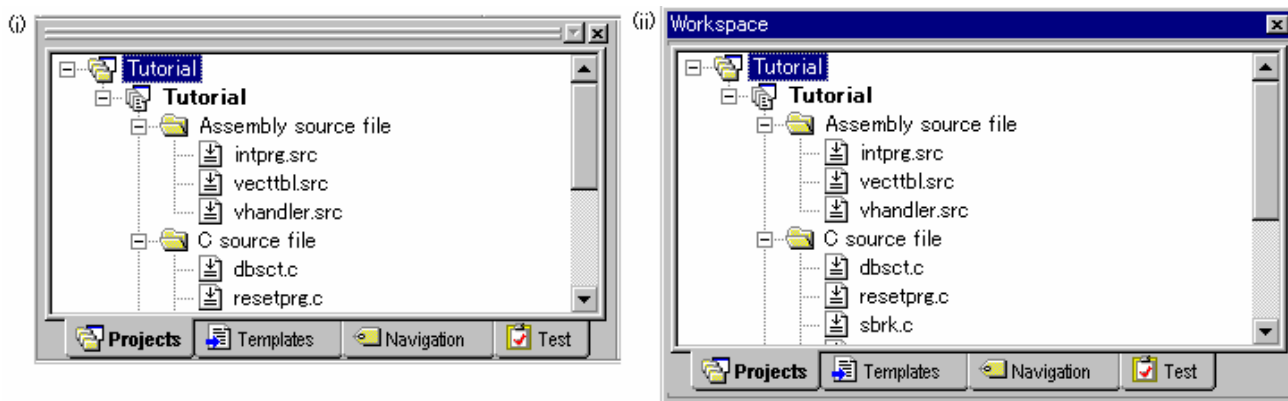 (i)
Tutorial
Tutorial
Assembly source file
intprg.src
vecttbl.src
vhandler.src
C source file
dbsct.c
resetprg.c
Projects Templates Navigation Test
(ii)
Workspace
Tutorial
Tutorial
Assembly source file
intprg.src
vecttbl.src
vhandler.src
C source file
dbsct.c
resetprg.c
sbrk.c
Projects Templates Navigation Test